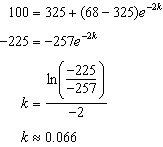 100 = 325 + (68 − 325)e^{−2k}
−225 = −257e^{−2k}
k = ln(−225/−257)/−2
k ≈ 0.066